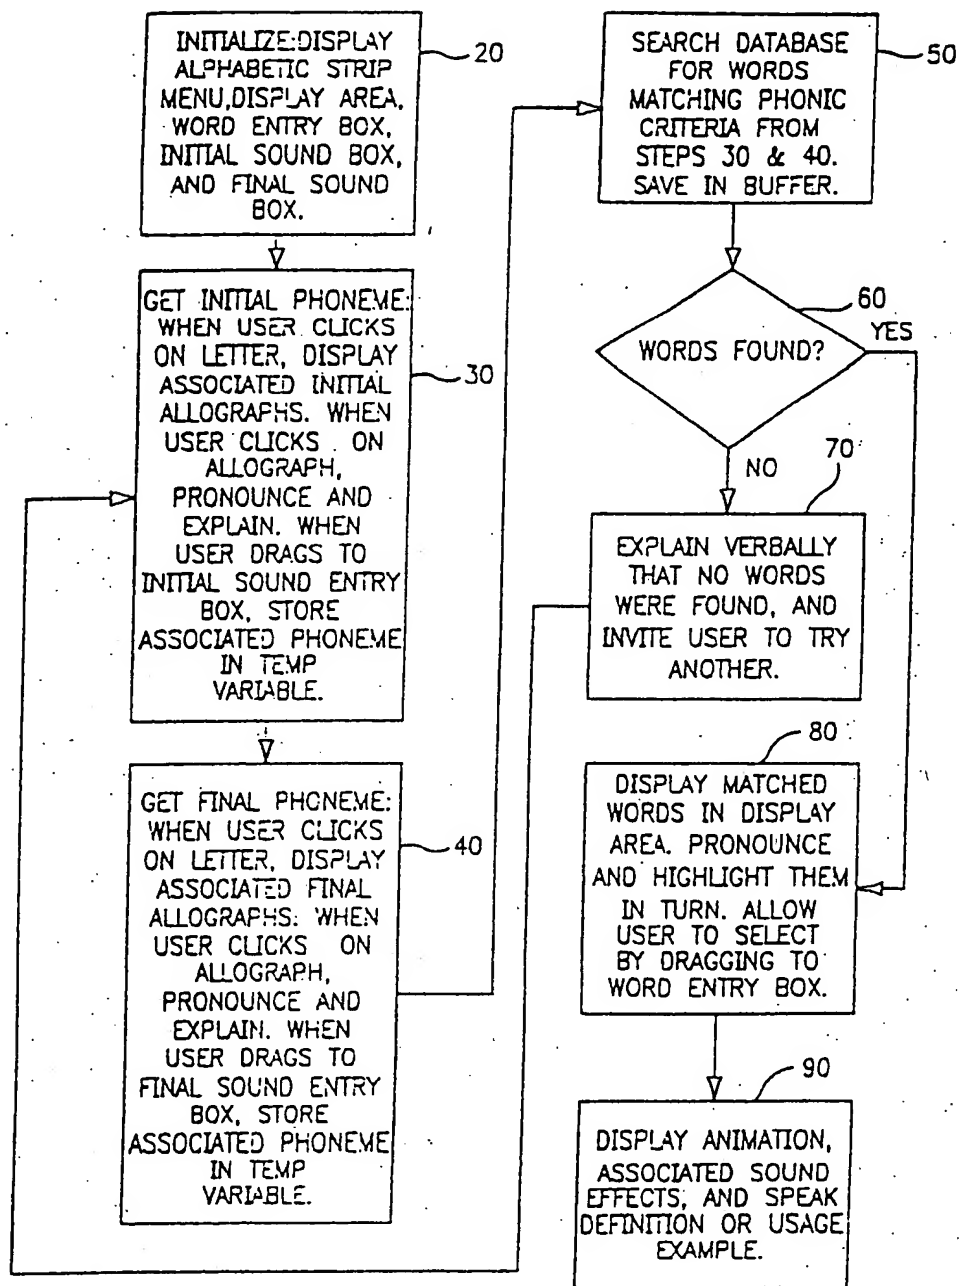 INITIALIZE:DISPLAY
ALPHABETIC STRIP
MENU,DISPLAY AREA,
WORD ENTRY BOX,
INITIAL SOUND BOX,
AND FINAL SOUND
BOX.
20
GET INITIAL PHONEME:
WHEN USER CLICKS
ON LETTER, DISPLAY
ASSOCIATED INITIAL
ALLOGRAPHS. WHEN
USER CLICKS ON
ALLOGRAPH,
PRONOUNCE AND
EXPLAIN. WHEN
USER DRAGS TO
INITIAL SOUND ENTRY
BOX, STORE
ASSOCIATED PHONEME
IN TEMP
VARIABLE.
30
GET FINAL PHONEME:
WHEN USER CLICKS
ON LETTER, DISPLAY
ASSOCIATED FINAL
ALLOGRAPHS. WHEN
USER CLICKS ON
ALLOGRAPH,
PRONOUNCE AND
EXPLAIN. WHEN
USER DRAGS TO
FINAL SOUND ENTRY
BOX, STORE
ASSOCIATED PHONEME
IN TEMP
VARIABLE.
40
SEARCH DATABASE
FOR WORDS
MATCHING PHONIC
CRITERIA FROM
STEPS 30 & 40.
SAVE IN BUFFER.
50
WORDS FOUND?
60
YES
NO
70
EXPLAIN VERBALLY
THAT NO WORDS
WERE FOUND, AND
INVITE USER TO TRY
ANOTHER.
80
DISPLAY MATCHED
WORDS IN DISPLAY
AREA. PRONOUNCE
AND HIGHLIGHT THEM
IN TURN. ALLOW
USER TO SELECT
BY DRAGGING TO
WORD ENTRY BOX.
90
DISPLAY ANIMATION,
ASSOCIATED SOUND
EFFECTS, AND SPEAK
DEFINITION OR USAGE
EXAMPLE.